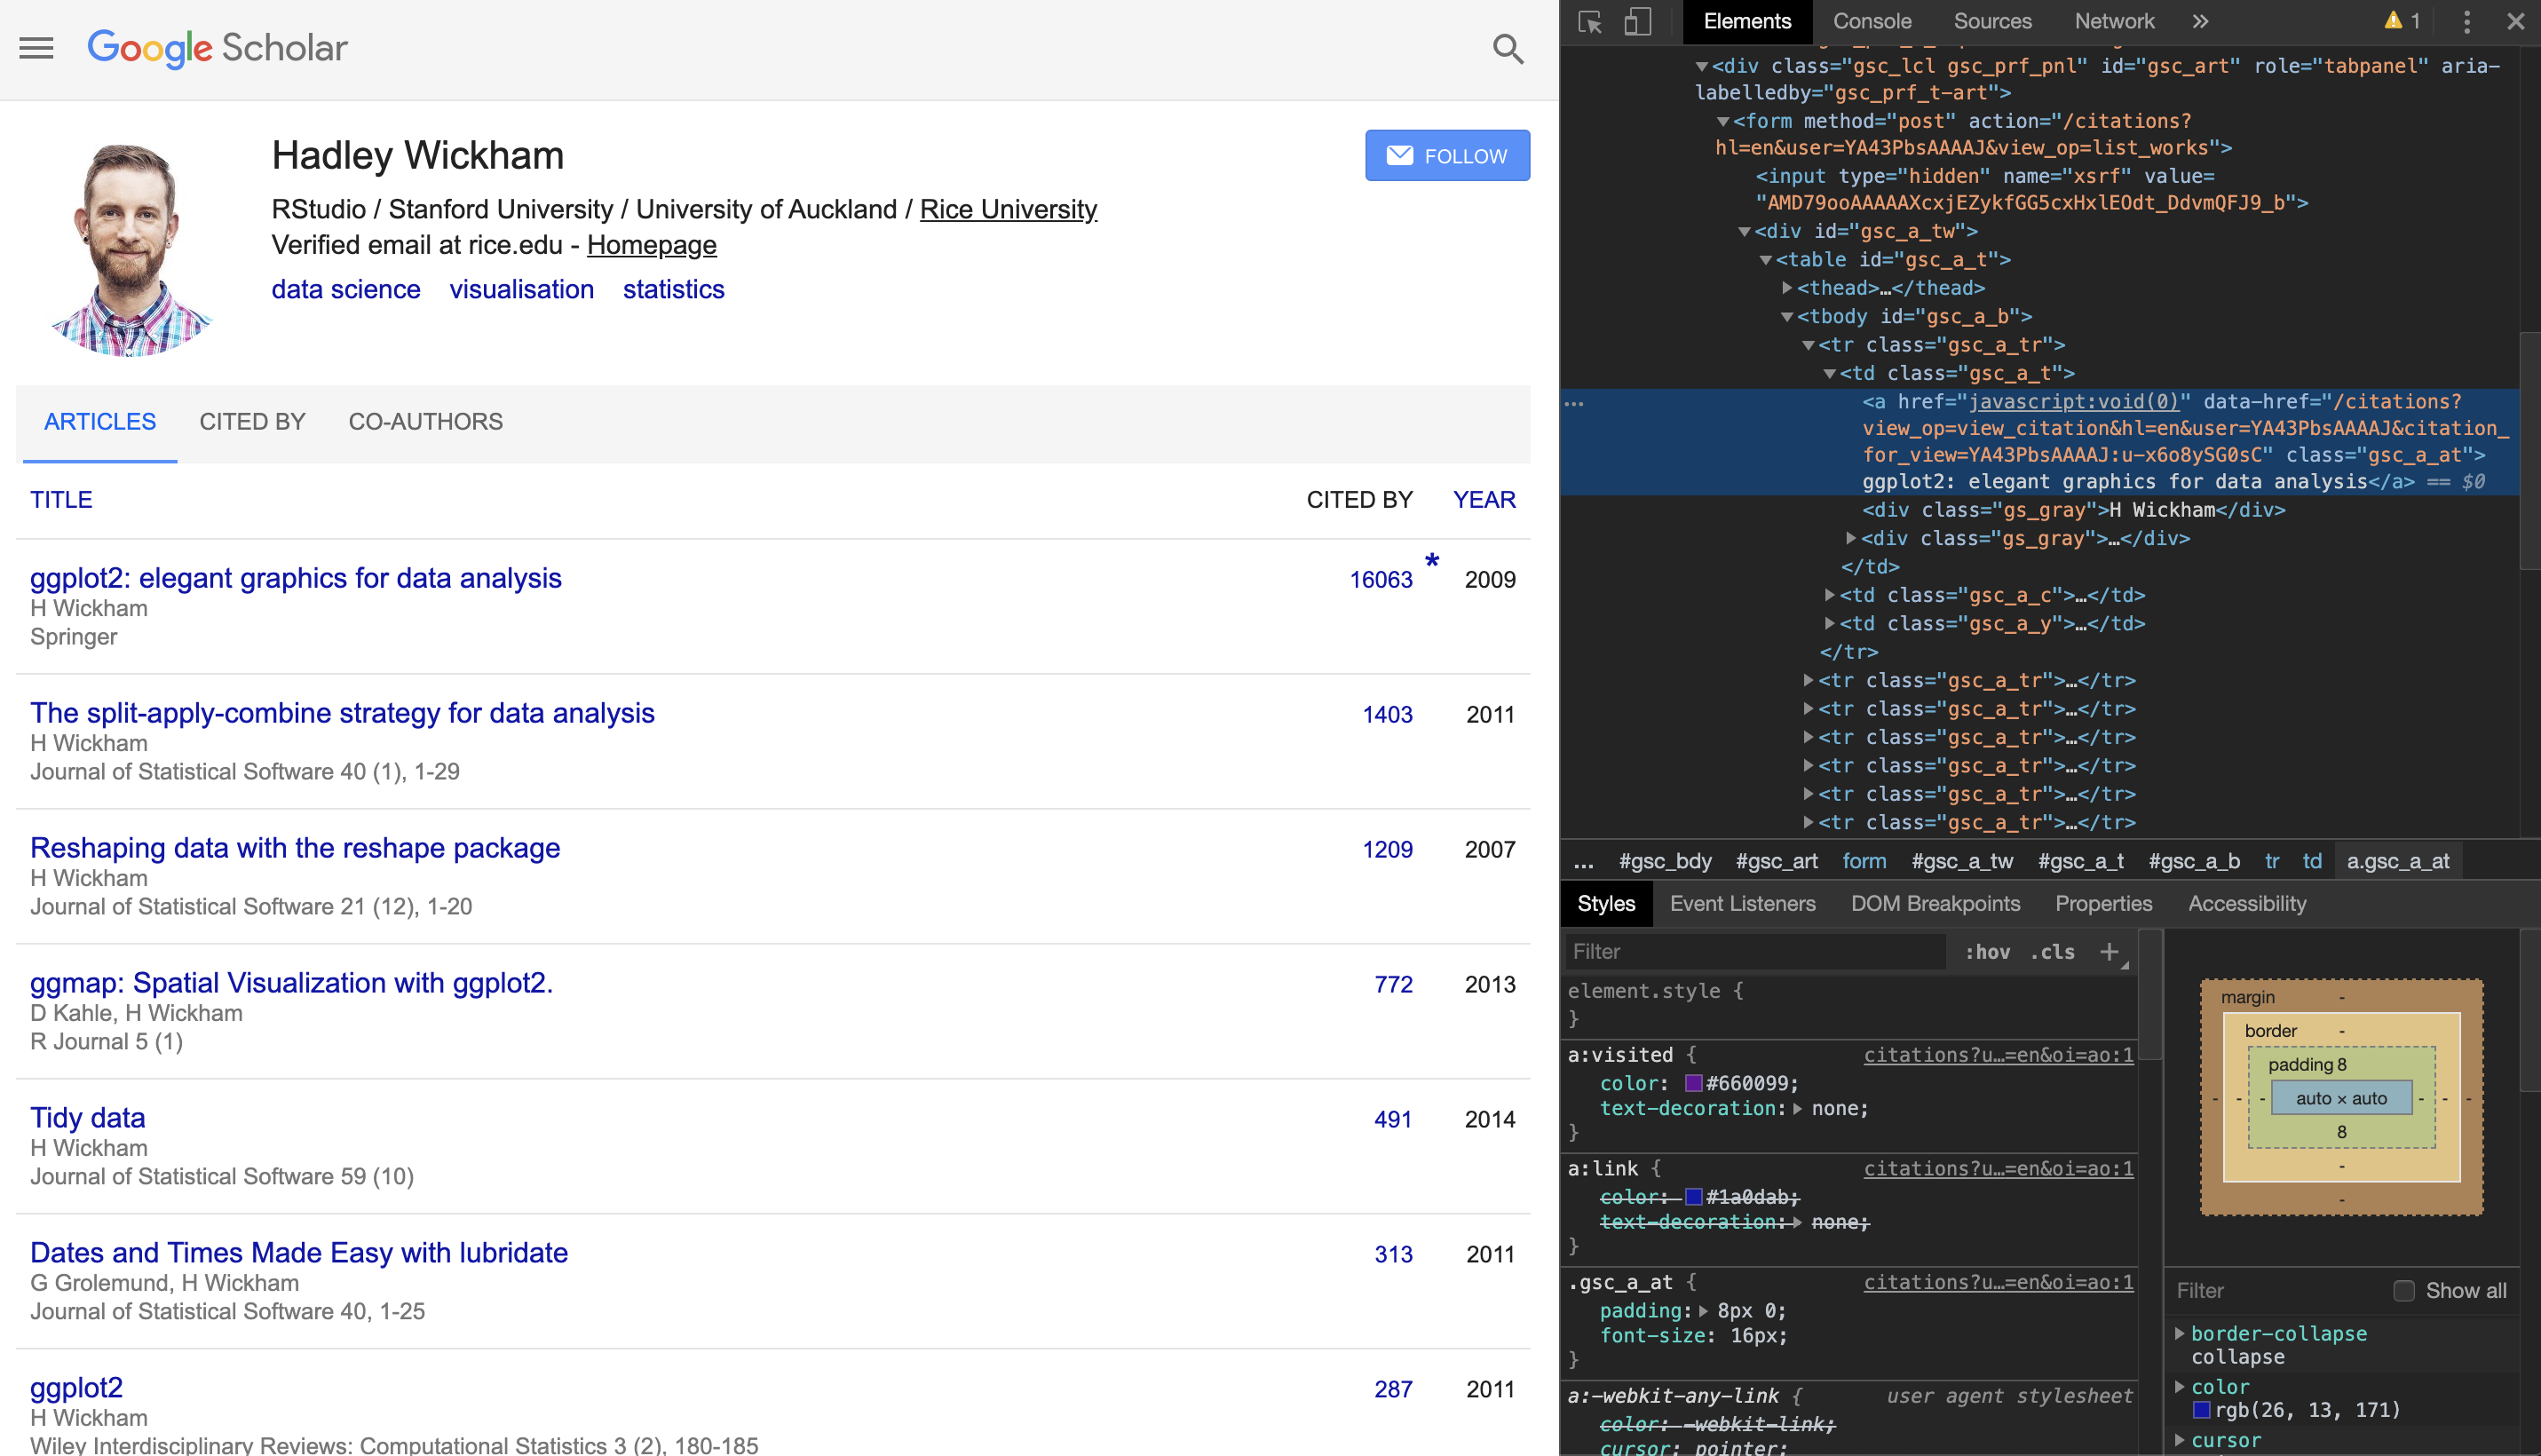 Google Scholar
Hadley Wickham
FOLLOW
RStudio / Stanford University / University of Auckland / Rice University
Verified email at rice.edu - Homepage
data science visualisation statistics
ARTICLES CITED BY CO-AUTHORS
TITLE CITED BY YEAR
ggplot2: elegant graphics for data analysis 16063 * 2009
H Wickham
Springer
The split-apply-combine strategy for data analysis 1403 2011
H Wickham
Journal of Statistical Software 40 (1), 1-29
Reshaping data with the reshape package 1209 2007
H Wickham
Journal of Statistical Software 21 (12), 1-20
ggmap: Spatial Visualization with ggplot2. 772 2013
D Kahle, H Wickham
R Journal 5 (1)
Tidy data 491 2014
H Wickham
Journal of Statistical Software 59 (10)
Dates and Times Made Easy with lubridate 313 2011
G Grolemund, H Wickham
Journal of Statistical Software 40, 1-25
ggplot2 287 2011
H Wickham
Wiley Interdisciplinary Reviews: Computational Statistics 3 (2), 180-185
Elements Console Sources Network » 1
<div class="gsc_lcl gsc_prf_pnl" id="gsc_art" role="tabpanel" aria-
labelledby="gsc_prf_t-art">
<form method="post" action="/citations?
hl=en&user=YA43PbsAAAAJ&view_op=list_works">
<input type="hidden" name="xsrf" value=
"AMD79ooAAAAAXcxjEZykfGG5cxHxlEOdt_DdvmQFJ9_b">
<div id="gsc_a_tw">
<table id="gsc_a_t">
<thead>…</thead>
<tbody id="gsc_a_b">
<tr class="gsc_a_tr">
<td class="gsc_a_t">
<a href="javascript:void(0)" data-href="/citations?
view_op=view_citation&hl=en&user=YA43PbsAAAAJ&citation_
for_view=YA43PbsAAAAJ:u-x6o8ySG0sC" class="gsc_a_at">
ggplot2: elegant graphics for data analysis</a> == $0
<div class="gs_gray">H Wickham</div>
<div class="gs_gray">…</div>
</td>
<td class="gsc_a_c">…</td>
<td class="gsc_a_y">…</td>
</tr>
<tr class="gsc_a_tr">…</tr>
<tr class="gsc_a_tr">…</tr>
<tr class="gsc_a_tr">…</tr>
<tr class="gsc_a_tr">…</tr>
<tr class="gsc_a_tr">…</tr>
<tr class="gsc_a_tr">…</tr>
… #gsc_bdy #gsc_art form #gsc_a_tw #gsc_a_t #gsc_a_b tr td a.gsc_a_at
Styles Event Listeners DOM Breakpoints Properties Accessibility
Filter :hov .cls +
element.style {
}
a:visited { citations?u…=en&oi=ao:1
color: #660099;
text-decoration: none;
}
a:link { citations?u…=en&oi=ao:1
color: #1a0dab;
text-decoration: none;
}
.gsc_a_at { citations?u…=en&oi=ao:1
padding: 8px 0;
font-size: 16px;
}
a:-webkit-any-link { user agent stylesheet
color: -webkit-link;
cursor: pointer;
margin -
border -
padding 8
- - - auto × auto - - -
8
-
-
Filter Show all
border-collapse
collapse
color
rgb(26, 13, 171)
cursor